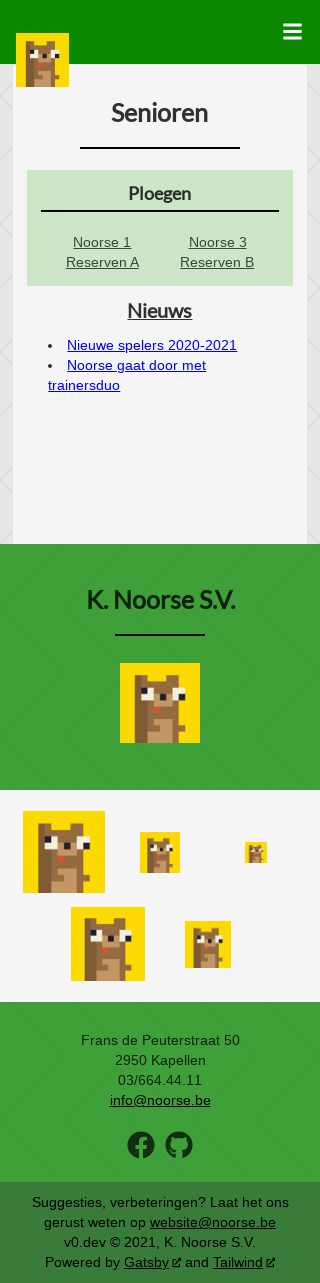 Senioren
Ploegen
Noorse 1
Noorse 3
Reserven A
Reserven B
Nieuws
• Nieuwe spelers 2020-2021
• Noorse gaat door met
trainersduo
K. Noorse S.V.
Frans de Peuterstraat 50
2950 Kapellen
03/664.44.11
info@noorse.be
Suggesties, verbeteringen? Laat het ons
gerust weten op website@noorse.be
v0.dev © 2021, K. Noorse S.V.
Powered by Gatsby and Tailwind